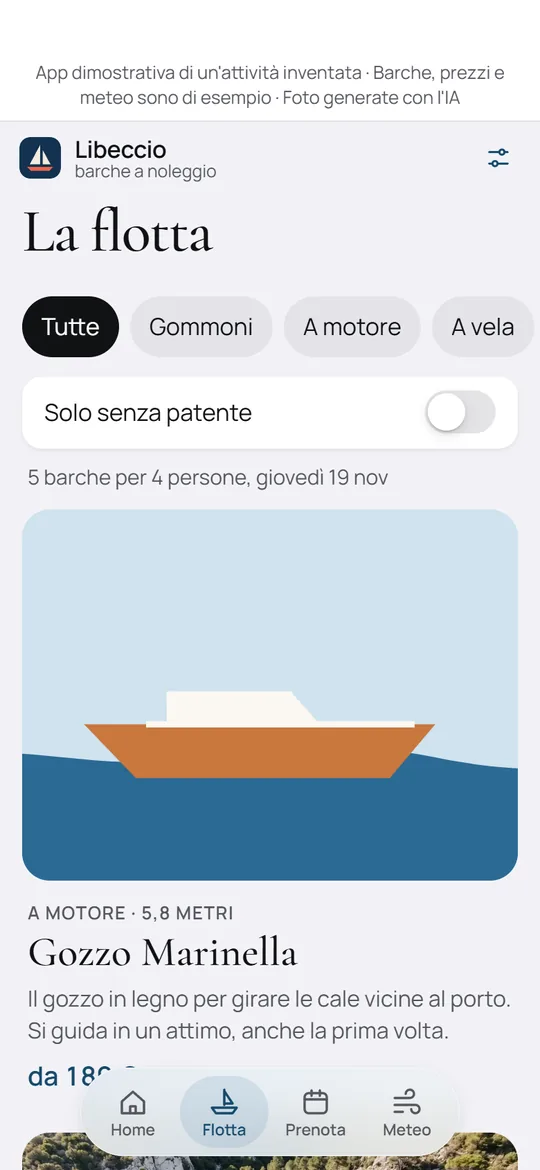 App dimostrativa di un'attività inventata · Barche, prezzi e
meteo sono di esempio · Foto generate con l'IA
Libeccio
barche a noleggio
La flotta
Tutte
Gommoni
A motore
A vela
Solo senza patente
5 barche per 4 persone, giovedì 19 nov
A MOTORE · 5,8 METRI
Gozzo Marinella
Il gozzo in legno per girare le cale vicine al porto.
Si guida in un attimo, anche la prima volta.
da
Home
Flotta
Prenota
Meteo